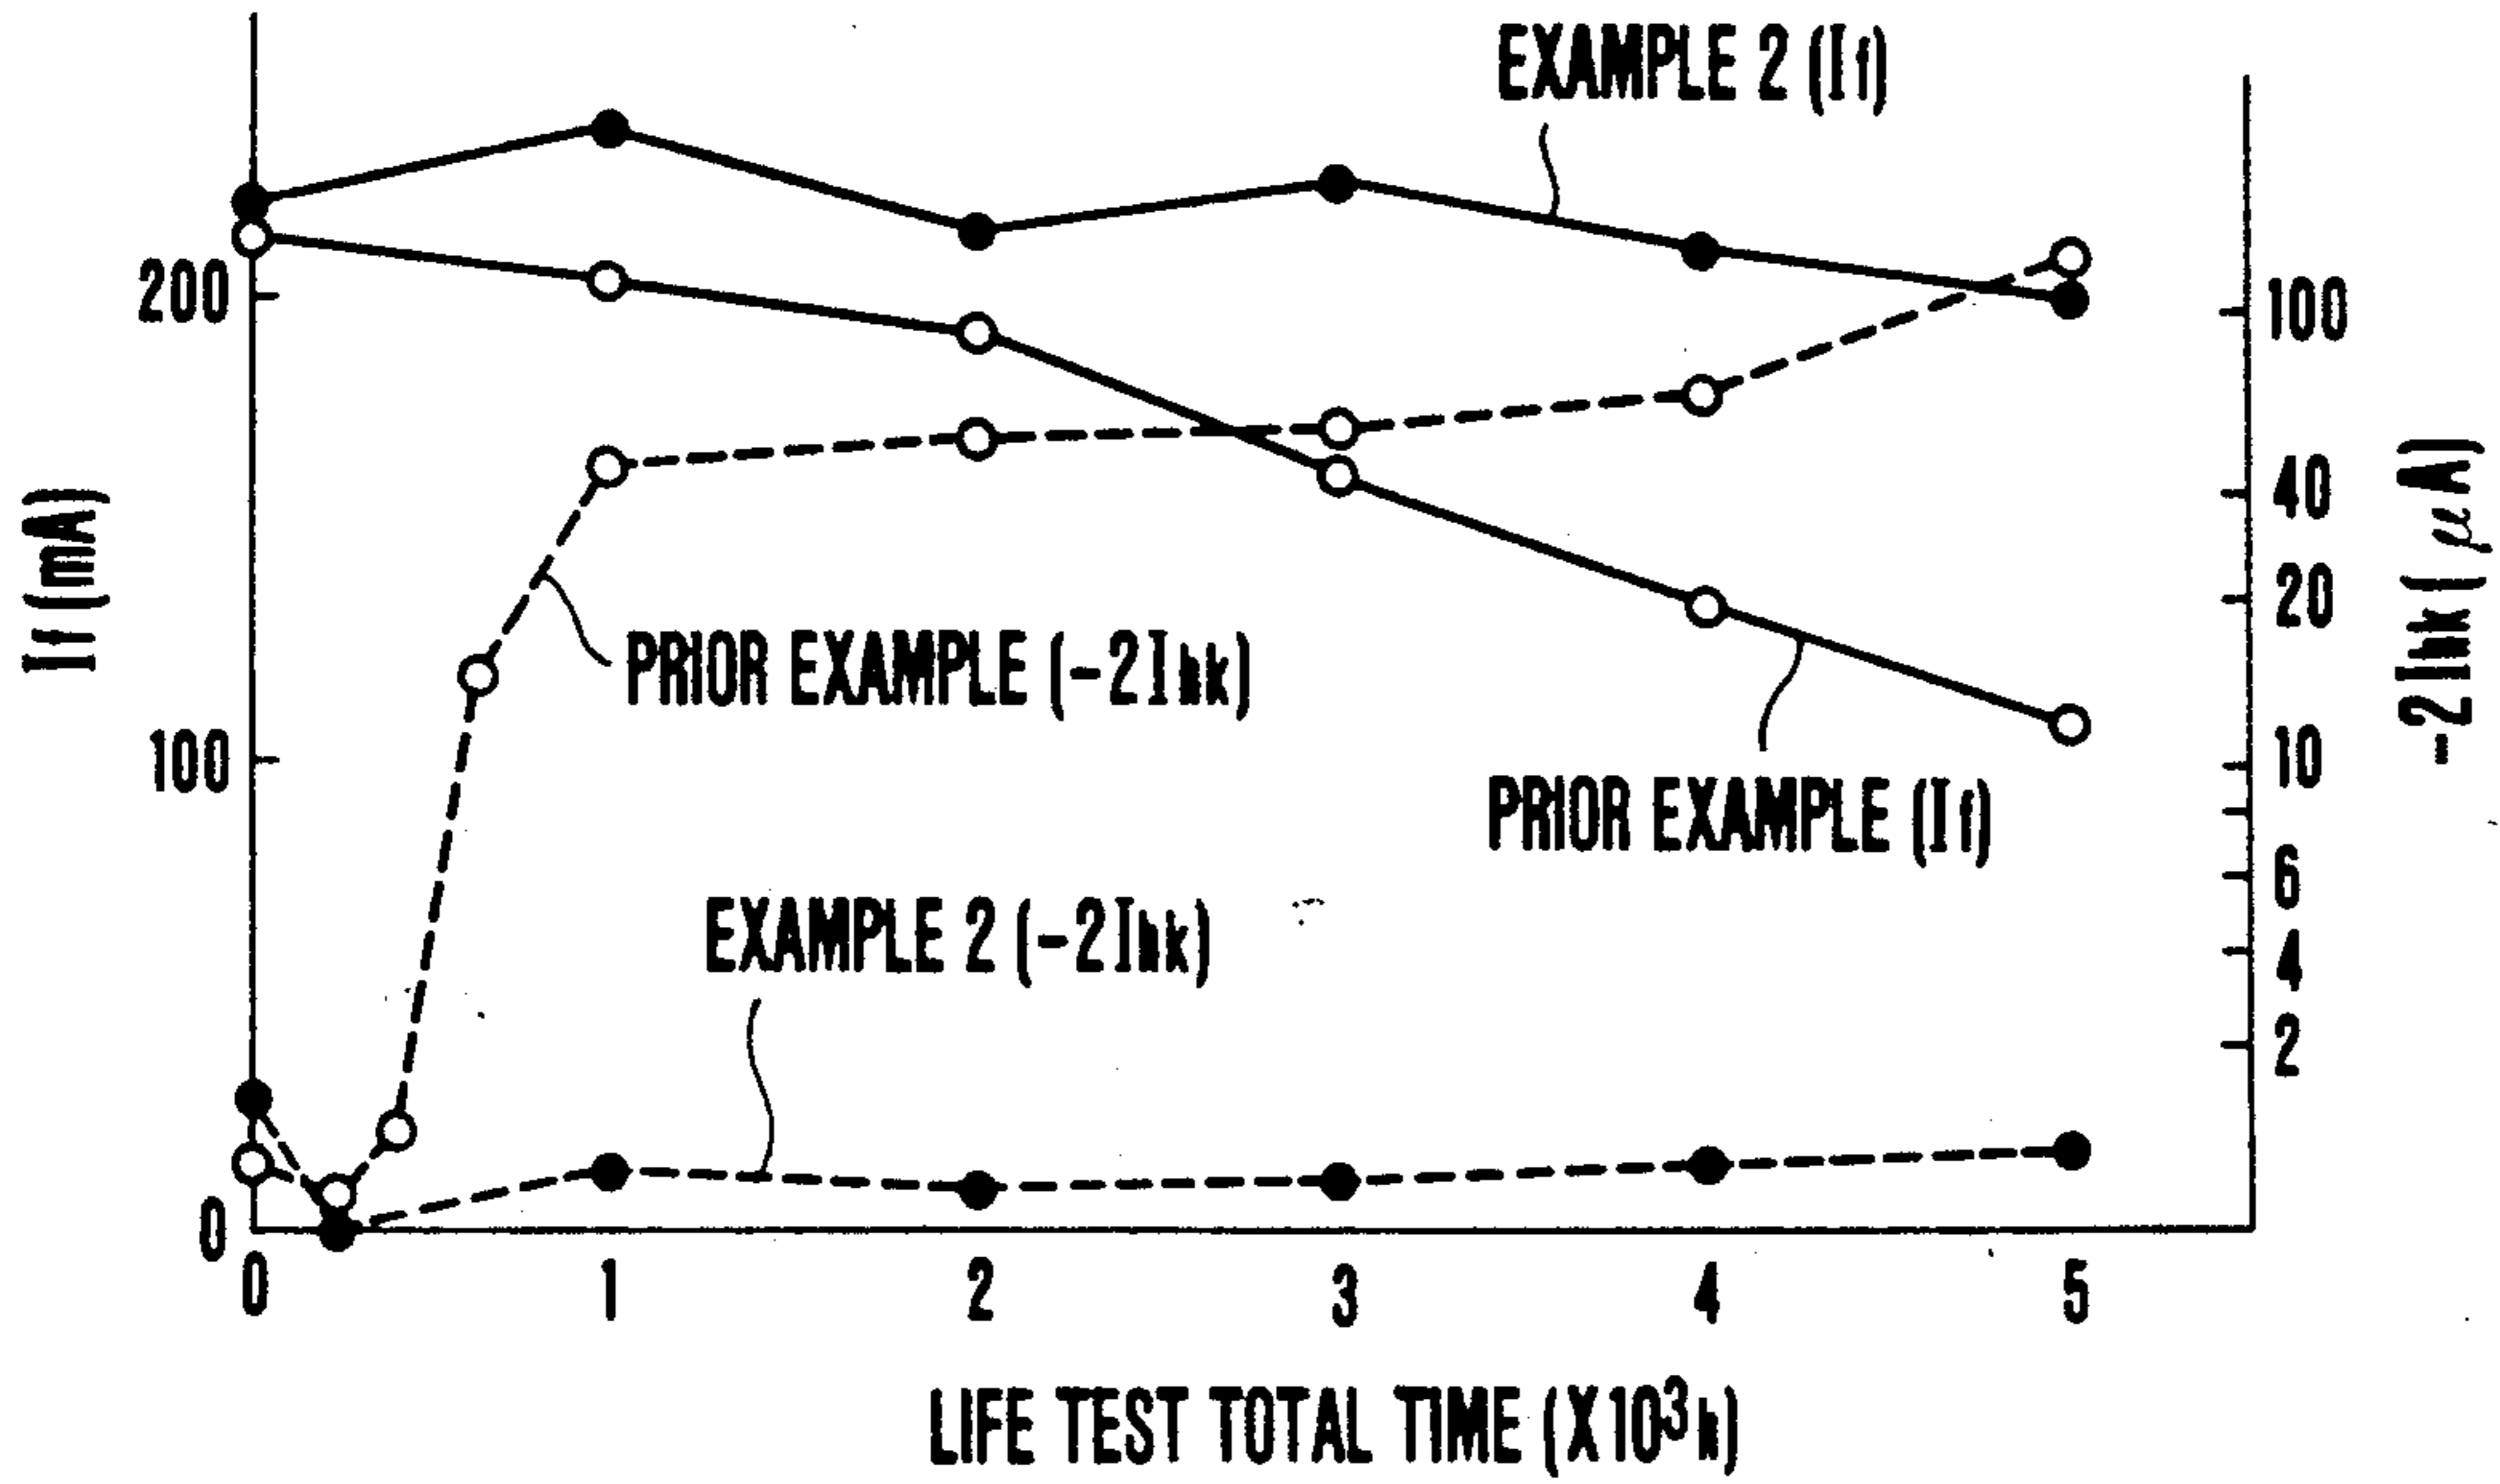 EXAMPLE 2 (If)
200
100
0
If (mA)
100
40
20
10
6
4
2
-2Ihk (μA)
PRIOR EXAMPLE (-2Ihk)
PRIOR EXAMPLE (If)
EXAMPLE 2 (-2Ihk)
0 1 2 3 4 5
LIFE TEST TOTAL TIME (X10³h)